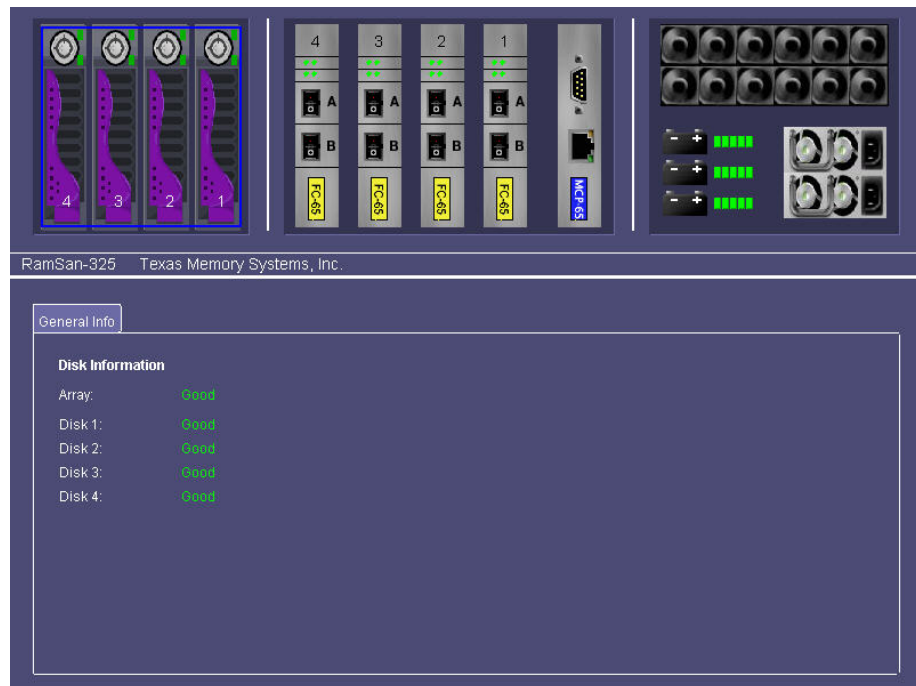 4 3 2 1
4 3 2 1
A A A A
B B B B
FC-65 FC-65 FC-65 FC-65 MCP-65
RamSan-325 Texas Memory Systems, Inc.
General Info
Disk Information
Array: Good
Disk 1: Good
Disk 2: Good
Disk 3: Good
Disk 4: Good